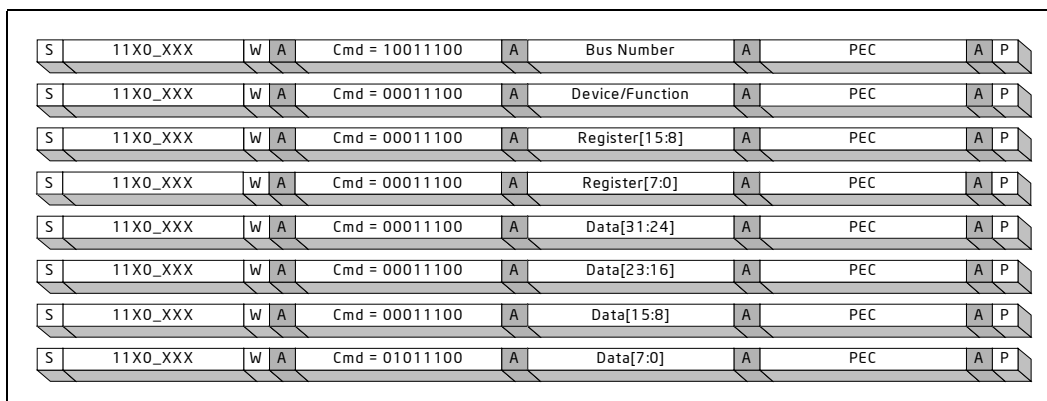 S 11X0_XXX W A Cmd = 10011100 A Bus Number A PEC A P
S 11X0_XXX W A Cmd = 00011100 A Device/Function A PEC A P
S 11X0_XXX W A Cmd = 00011100 A Register[15:8] A PEC A P
S 11X0_XXX W A Cmd = 00011100 A Register[7:0] A PEC A P
S 11X0_XXX W A Cmd = 00011100 A Data[31:24] A PEC A P
S 11X0_XXX W A Cmd = 00011100 A Data[23:16] A PEC A P
S 11X0_XXX W A Cmd = 00011100 A Data[15:8] A PEC A P
S 11X0_XXX W A Cmd = 01011100 A Data[7:0] A PEC A P